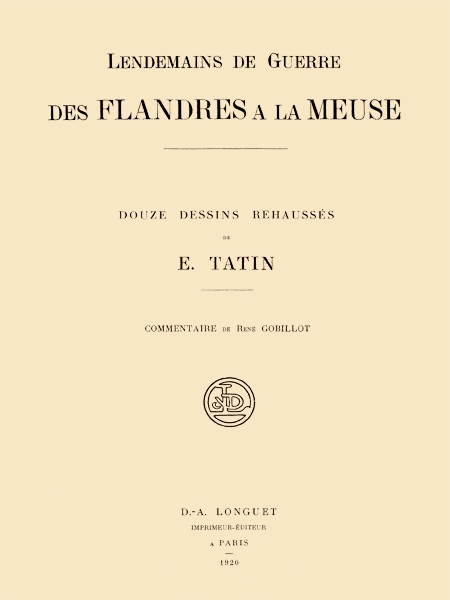 LENDEMAINS DE GUERRE
DES FLANDRES A LA MEUSE
DOUZE DESSINS REHAUSSÉS
DE
E. TATIN
COMMENTAIRE DE RENÉ GOBILLOT
D.-A. LONGUET
IMPRIMEUR-ÉDITEUR
A PARIS
1920